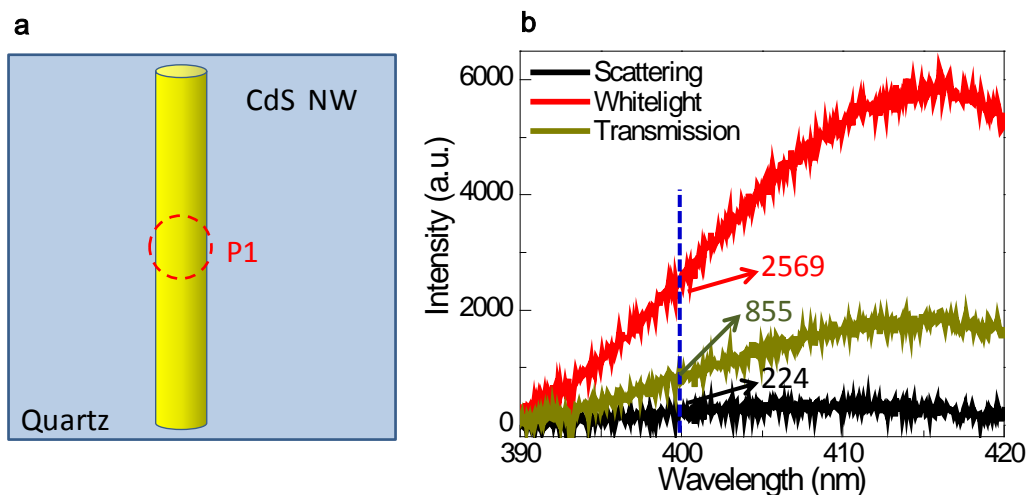 a
CdS NW
P1
Quartz
b
Intensity (a.u.)
6000
4000
2000
0
Scattering
Whitelight
Transmission
2569
855
224
390
400
410
420
Wavelength (nm)